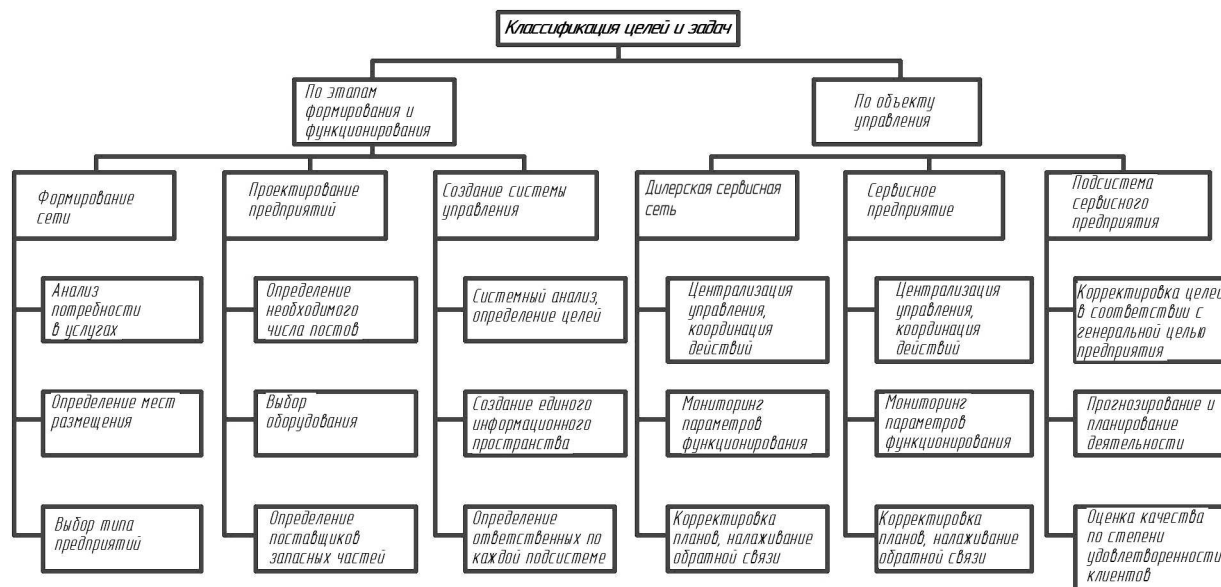 Классификация целей и задач
По этапам
формирования и
функционирования
По объекту
управления
Формирование
сети
Проектирование
предприятий
Создание системы
управления
Дилерская сервисная
сеть
Сервисное
предприятие
Подсистема
сервисного
предприятия
Анализ
потребности
в услугах
Определение
необходимого
числа постов
Системный анализ,
определение целей
Централизация
управления,
координация
действий
Централизация
управления,
координация
действий
Корректировка целей
в соответствии с
генеральной целью
предприятия
Определение мест
размещения
Выбор
оборудования
Создание единого
информационного
пространства
Мониторинг
параметров
функционирования
Мониторинг
параметров
функционирования
Прогнозирование и
планирование
деятельности
Выбор типа
предприятий
Определение
поставщиков
запасных частей
Определение
ответственных по
каждой подсистеме
Корректировка
планов, налаживание
обратной связи
Корректировка
планов, налаживание
обратной связи
Оценка качества
по степени
удовлетворенности
клиентов